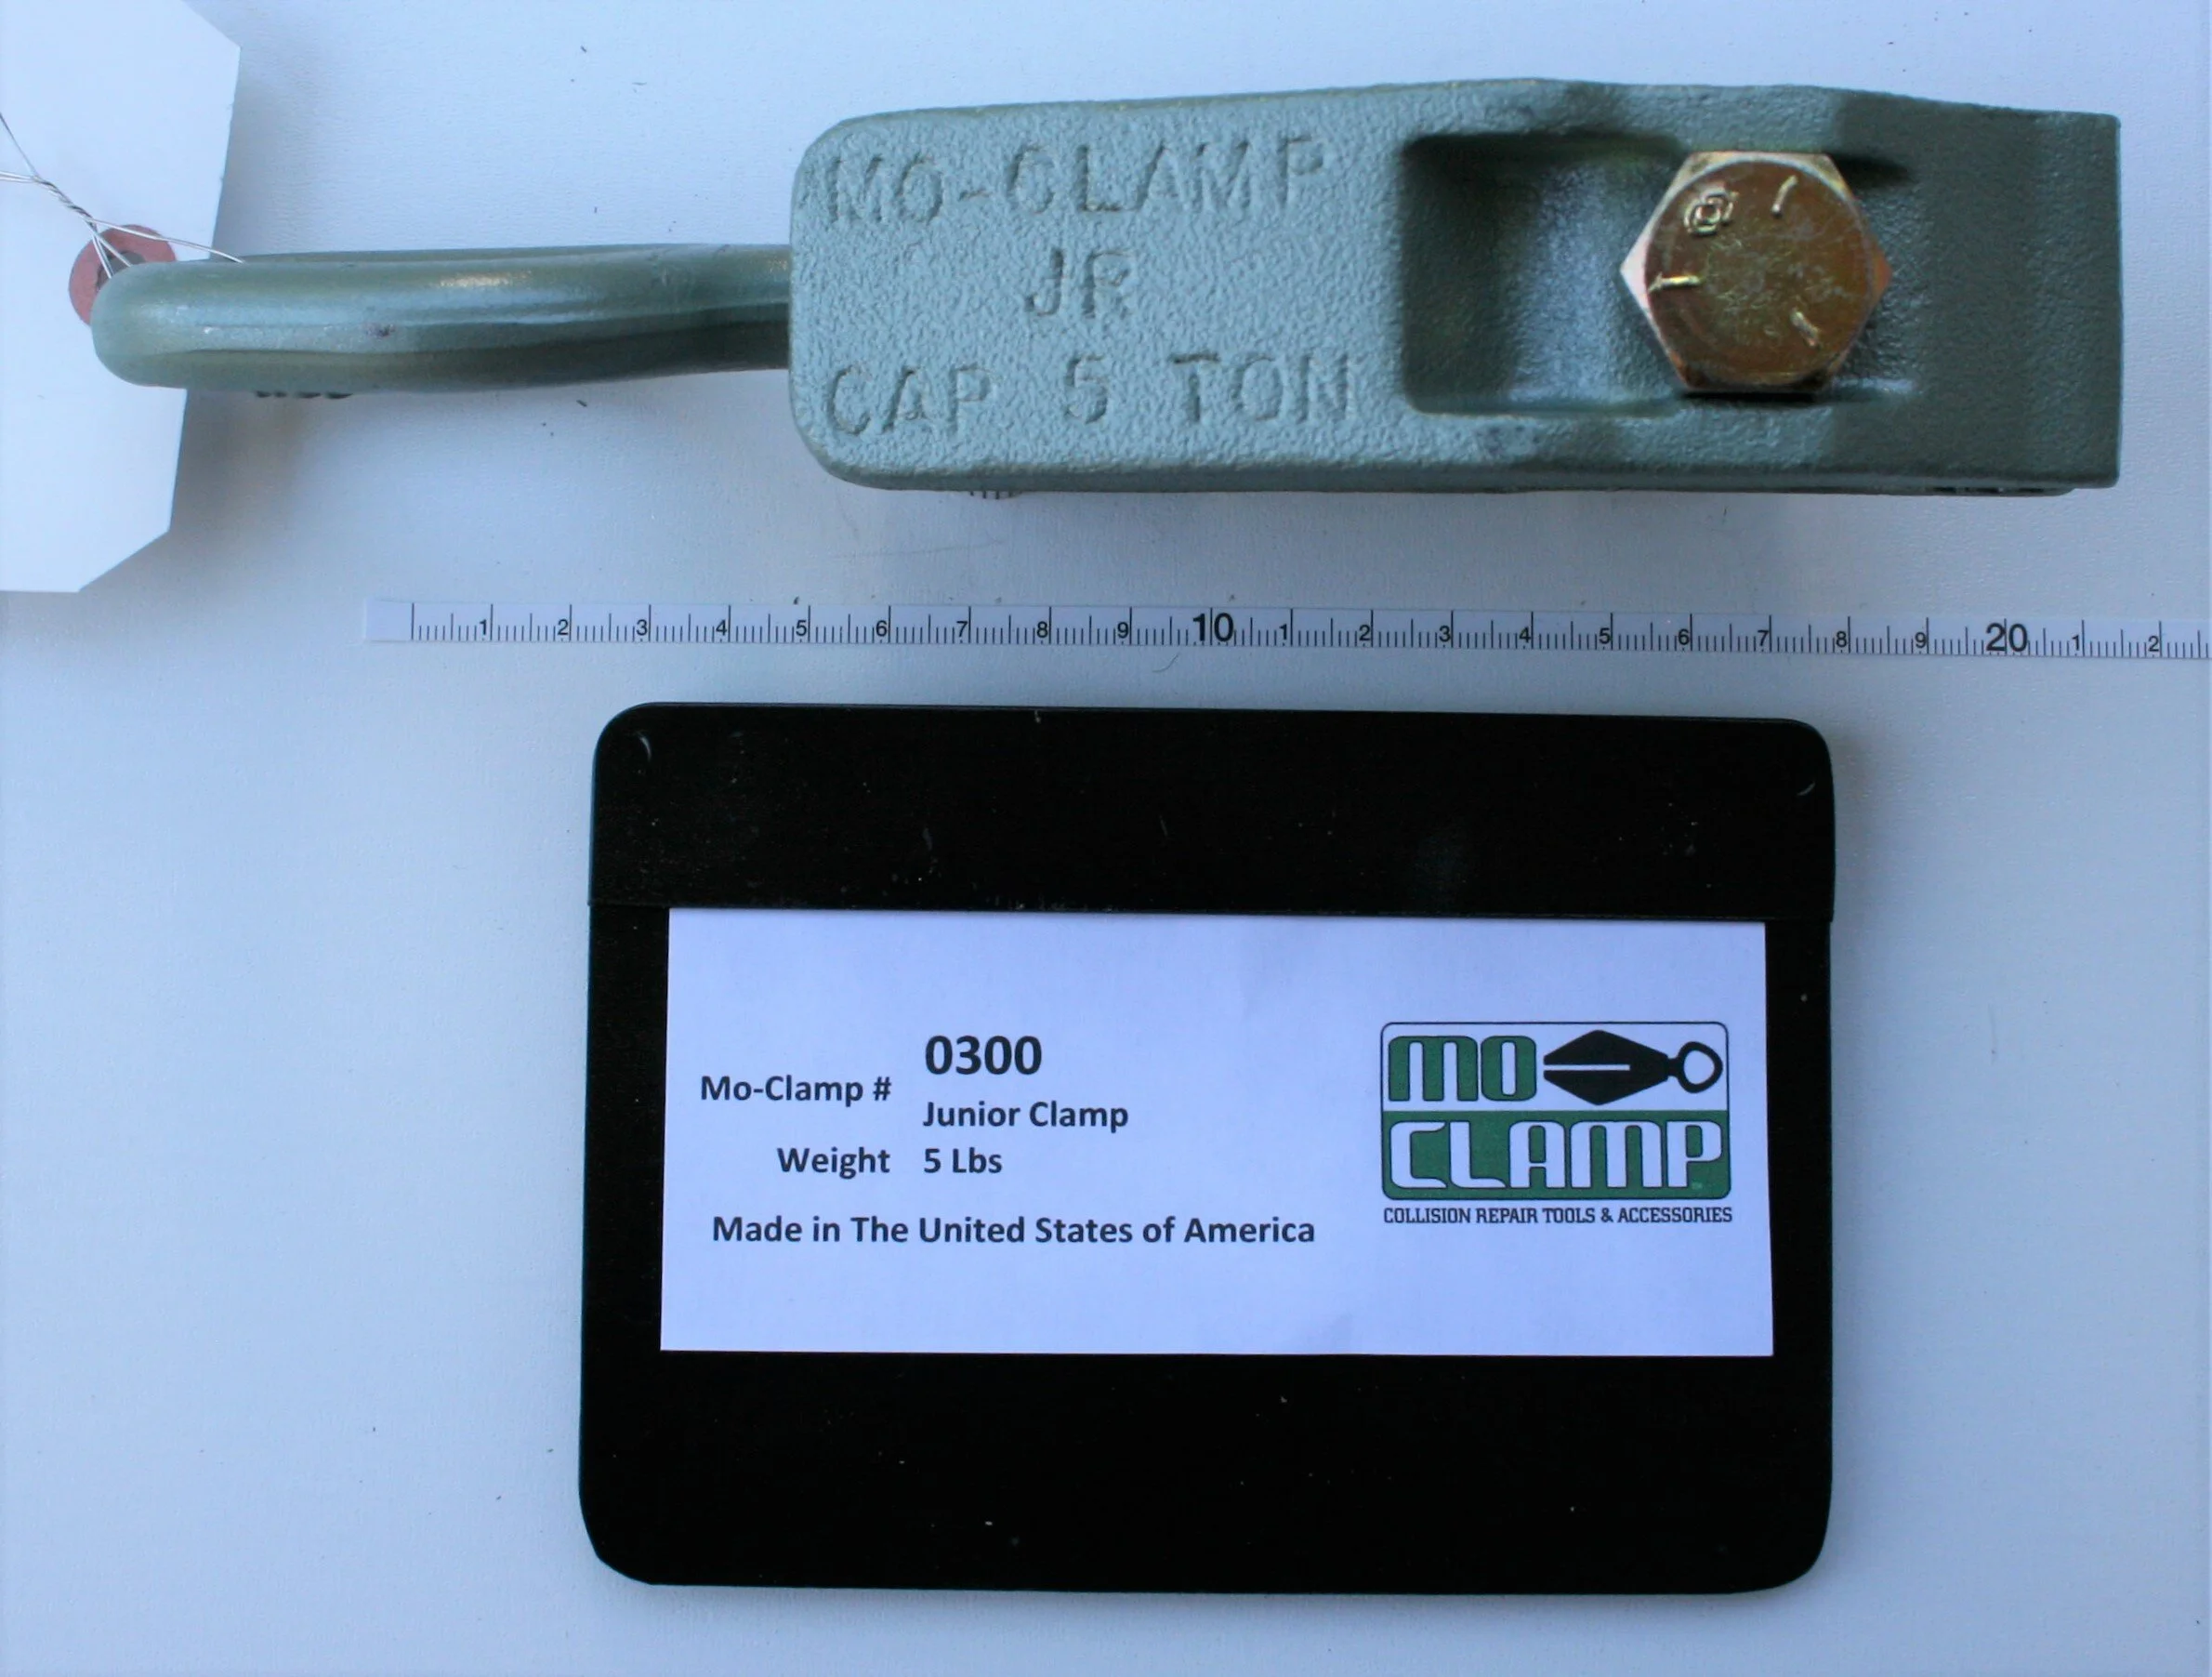 MO-CLAMP
JR
CAP 5 TON
1 2 3 4 5 6 7 8 9 10 1 2 3 4 5 6 7 8 9 20 1 2
0300
Mo-Clamp #
Junior Clamp
Weight 5 Lbs
Made in The United States of America
MO
CLAMP
COLLISION REPAIR TOOLS & ACCESSORIES